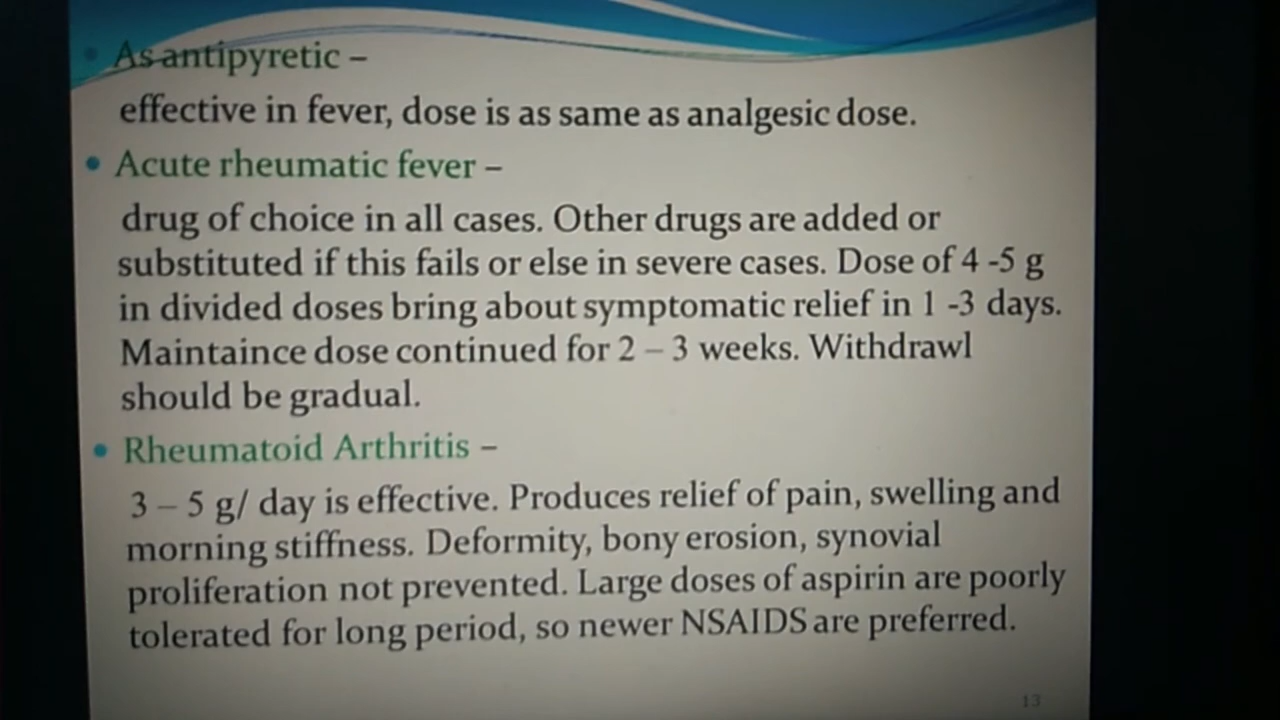 • As antipyretic –
effective in fever, dose is as same as analgesic dose.
• Acute rheumatic fever –
drug of choice in all cases. Other drugs are added or
substituted if this fails or else in severe cases. Dose of 4 -5 g
in divided doses bring about symptomatic relief in 1 -3 days.
Maintaince dose continued for 2 – 3 weeks. Withdrawl
should be gradual.
• Rheumatoid Arthritis –
3 – 5 g/ day is effective. Produces relief of pain, swelling and
morning stiffness. Deformity, bony erosion, synovial
proliferation not prevented. Large doses of aspirin are poorly
tolerated for long period, so newer NSAIDS are preferred.
13